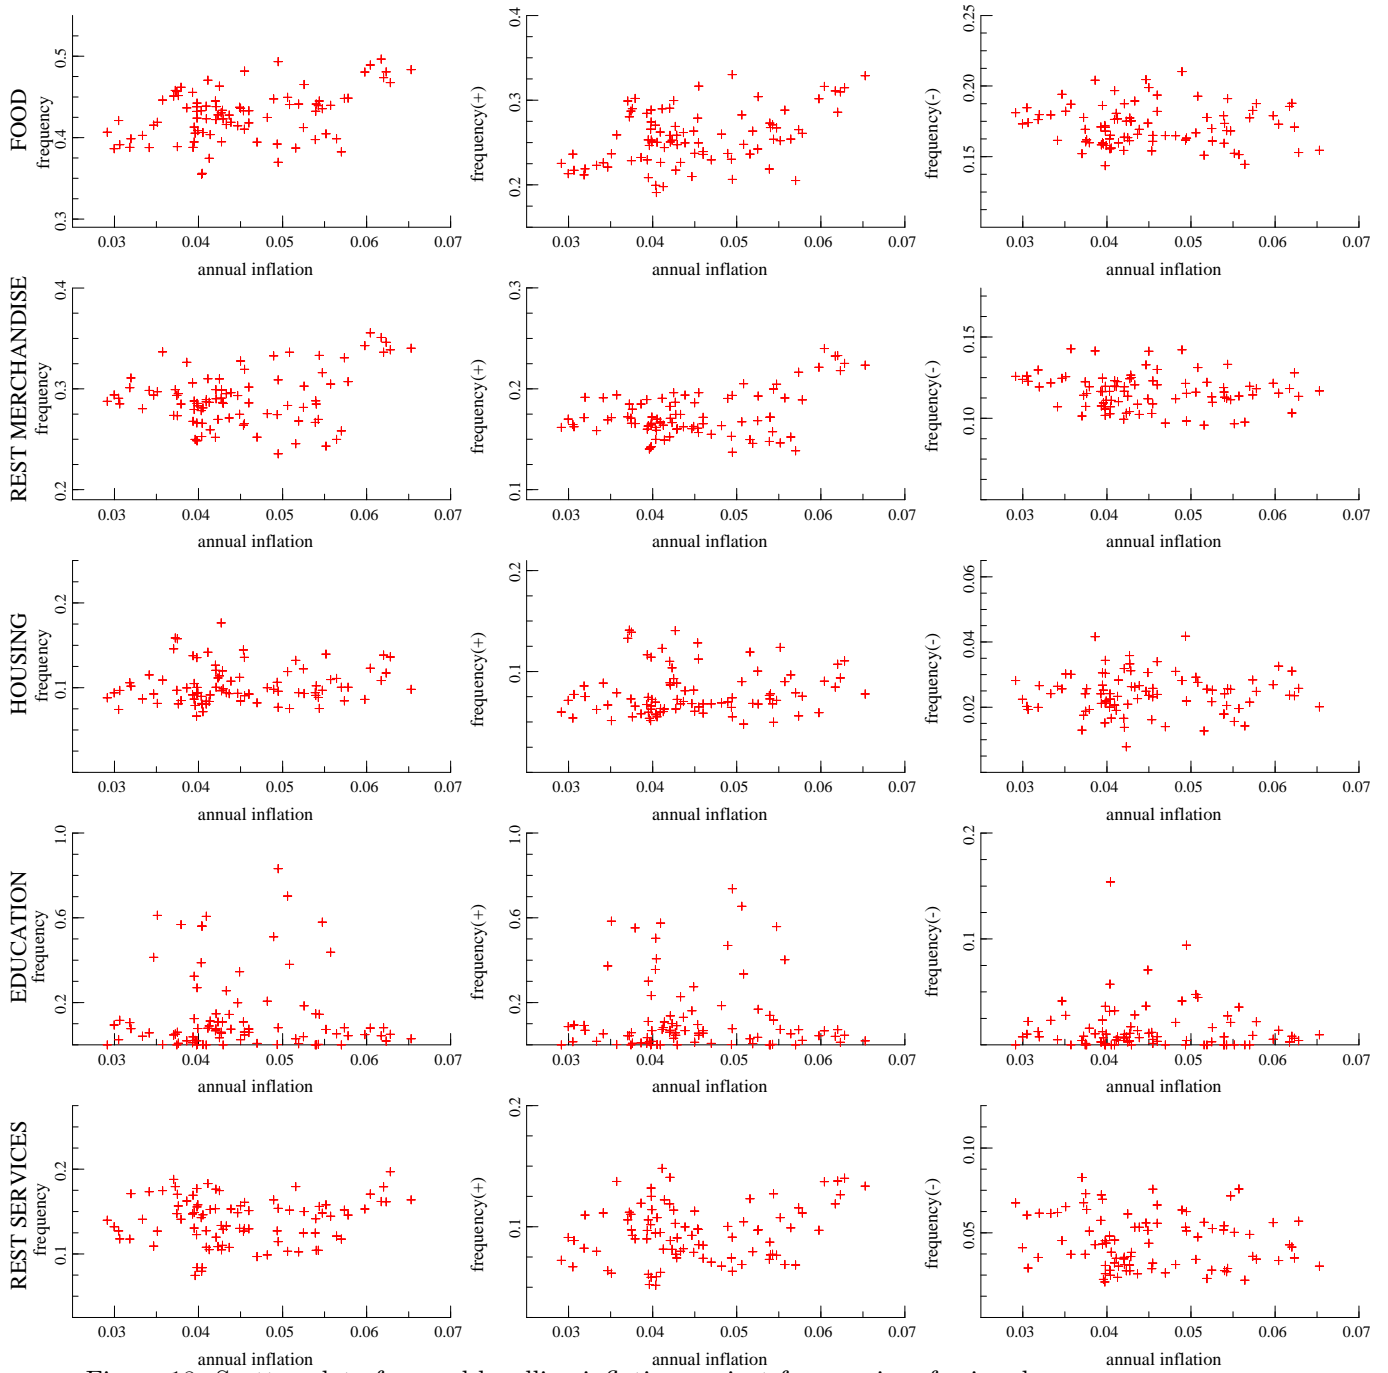 FOOD
frequency
0.3 0.4 0.5
0.03 0.04 0.05 0.06 0.07
annual inflation
frequency(+)
0.2 0.3 0.4
0.03 0.04 0.05 0.06 0.07
annual inflation
frequency(-)
0.15 0.20 0.25
0.03 0.04 0.05 0.06 0.07
annual inflation
REST MERCHANDISE
frequency
0.2 0.3 0.4
0.03 0.04 0.05 0.06 0.07
annual inflation
frequency(+)
0.1 0.2 0.3
0.03 0.04 0.05 0.06 0.07
annual inflation
frequency(-)
0.10 0.15
0.03 0.04 0.05 0.06 0.07
annual inflation
HOUSING
frequency
0.1 0.2
0.03 0.04 0.05 0.06 0.07
annual inflation
frequency(+)
0.1 0.2
0.03 0.04 0.05 0.06 0.07
annual inflation
frequency(-)
0.02 0.04 0.06
0.03 0.04 0.05 0.06 0.07
annual inflation
EDUCATION
frequency
0.2 0.6 1.0
0.03 0.04 0.05 0.06 0.07
annual inflation
frequency(+)
0.2 0.6 1.0
0.03 0.04 0.05 0.06 0.07
annual inflation
frequency(-)
0.1 0.2
0.03 0.04 0.05 0.06 0.07
annual inflation
REST SERVICES
frequency
0.1 0.2
0.03 0.04 0.05 0.06 0.07
annual inflation
frequency(+)
0.1 0.2
0.03 0.04 0.05 0.06 0.07
annual inflation
frequency(-)
0.05 0.10
0.03 0.04 0.05 0.06 0.07
annual inflation